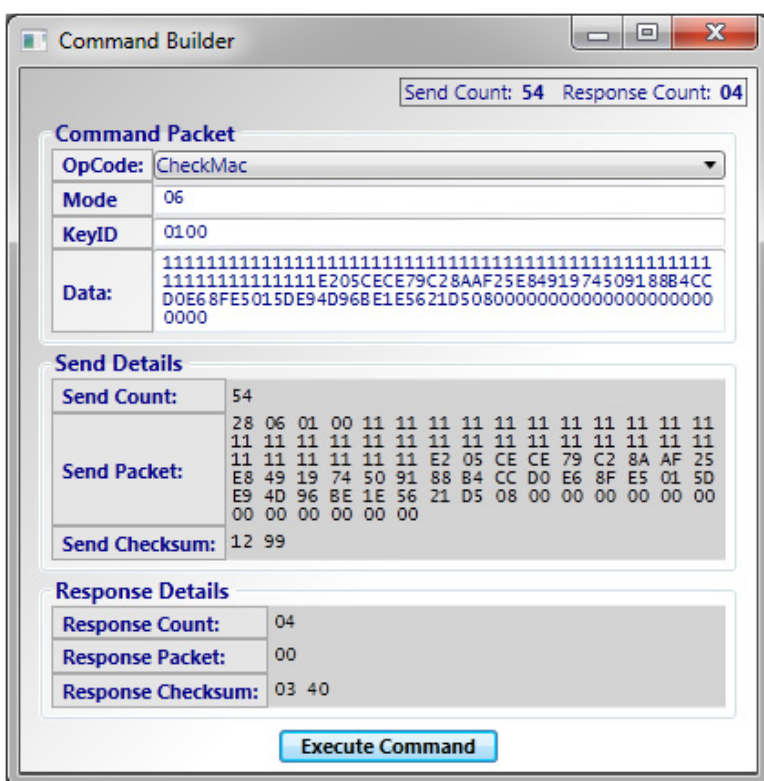 Command Builder
Send Count: 54 Response Count: 04
Command Packet
OpCode: CheckMac
Mode 06
KeyID 0100
Data:
11111111111111111111111111111111111111111111111111
11111111111111E205CECE79C28AAF25E8491974509188B4CC
D0E68FE5015DE94D96BE1E5621D50800000000000000000000
0000
Send Details
Send Count: 54
Send Packet:
28 06 01 00 11 11 11 11 11 11 11 11 11 11 11
11 11 11 11 11 11 11 11 11 11 11 11 11 11 11
11 11 11 11 11 11 E2 05 CE CE 79 C2 8A AF 25
E8 49 19 74 50 91 88 B4 CC D0 E6 8F E5 01 5D
E9 4D 96 BE 1E 56 21 D5 08 00 00 00 00 00 00
00 00 00 00 00 00
Send Checksum: 12 99
Response Details
Response Count: 04
Response Packet: 00
Response Checksum: 03 40
Execute Command